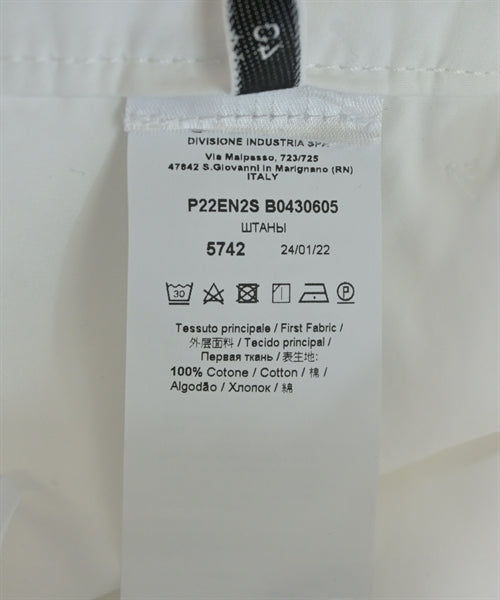 DIVISIONE INDUSTRIA SPA
Via Malpasso, 723/725
47842 S.Giovanni in Marignano (RN)
ITALY
P22EN2S B0430605
ШТАНЫ
5742 24/01/22
30
P
Tessuto principale / First Fabric /
外層面料 / Tecido principal /
Первая ткань / 表生地:
100% Cotone / Cotton / 棉 /
Algodão / Хлопок / 綿